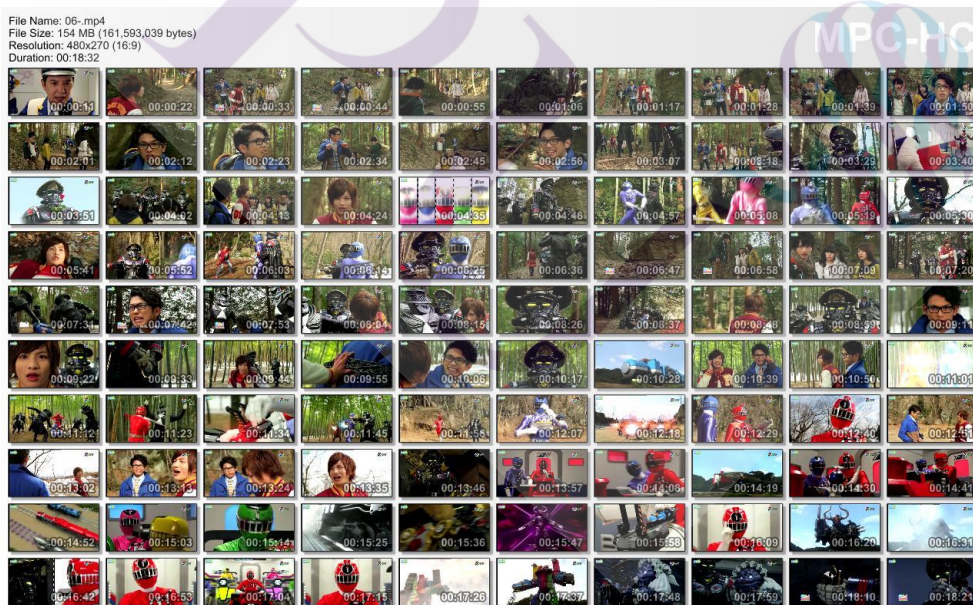 File Name: 06-.mp4
File Size: 154 MB (161,593,039 bytes)
Resolution: 480x270 (16:9)
Duration: 00:18:32
MPC-HC
00:00:11 00:00:22 00:00:33 00:00:44 00:00:55 00:01:06 00:01:17 00:01:28 00:01:39 00:01:50
00:02:01 00:02:12 00:02:23 00:02:34 00:02:45 00:02:56 00:03:07 00:03:18 00:03:29 00:03:40
00:03:51 00:04:02 00:04:13 00:04:24 00:04:35 00:04:46 00:04:57 00:05:08 00:05:19 00:05:30
00:05:41 00:05:52 00:06:03 00:06:14 00:06:25 00:06:36 00:06:47 00:06:58 00:07:09 00:07:20
00:07:31 00:07:42 00:07:53 00:08:04 00:08:15 00:08:26 00:08:37 00:08:48 00:08:59 00:09:11
00:09:22 00:09:33 00:09:44 00:09:55 00:10:06 00:10:17 00:10:28 00:10:39 00:10:50 00:11:01
00:11:12 00:11:23 00:11:34 00:11:45 00:11:56 00:12:07 00:12:18 00:12:29 00:12:40 00:12:51
00:13:02 00:13:13 00:13:24 00:13:35 00:13:46 00:13:57 00:14:08 00:14:19 00:14:30 00:14:41
00:14:52 00:15:03 00:15:14 00:15:25 00:15:36 00:15:47 00:15:58 00:16:09 00:16:20 00:16:31
00:16:42 00:16:53 00:17:04 00:17:15 00:17:26 00:17:37 00:17:48 00:17:59 00:18:10 00:18:21